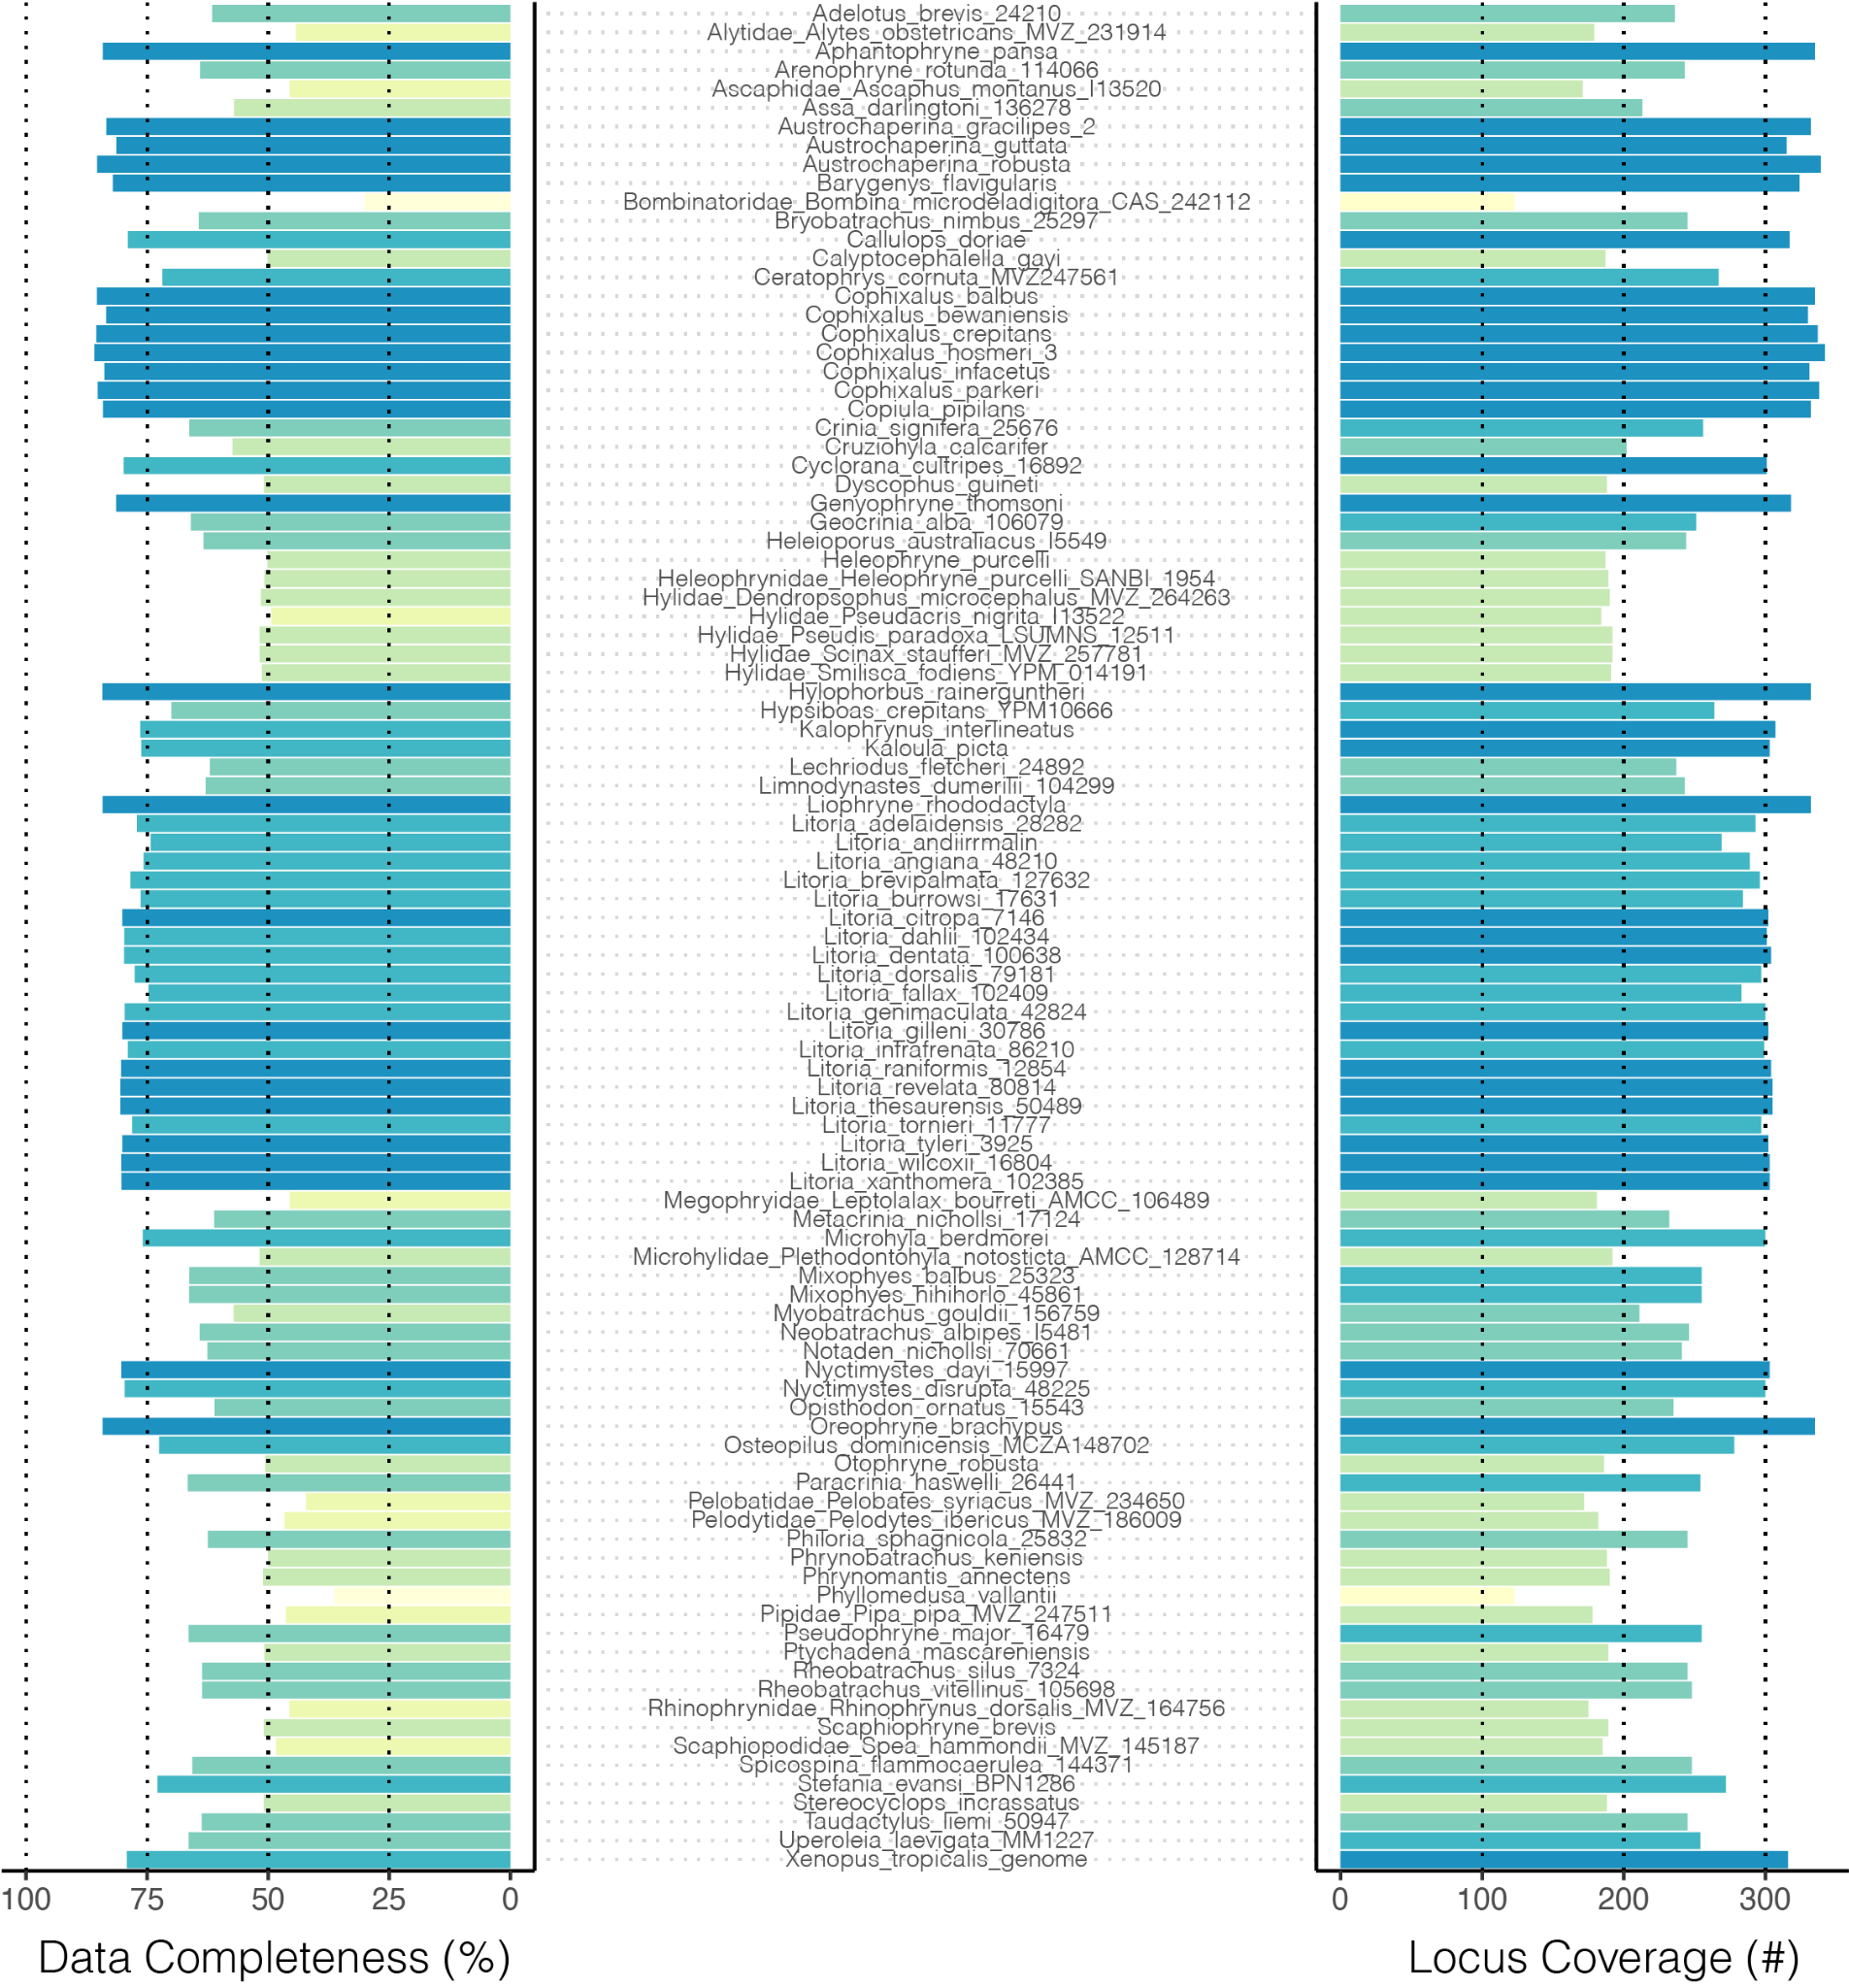 Adelotus_brevis_24210
Alytidae_Alytes_obstetricans_MVZ_231914
Aphantophryne_pansa
Arenophryne_rotunda_114066
Ascaphidae_Ascaphus_montanus_I13520
Assa_darlingtoni_136278
Austrochaperina_gracilipes_2
Austrochaperina_guttata
Austrochaperina_robusta
Barygenys_flavigularis
Bombinatoridae_Bombina_microdeladigitora_CAS_242112
Bryobatrachus_nimbus_25297
Callulops_doriae
Calyptocephalella_gayi
Ceratophrys_cornuta_MVZ247561
Cophixalus_balbus
Cophixalus_bewaniensis
Cophixalus_crepitans
Cophixalus_hosmeri_3
Cophixalus_infacetus
Cophixalus_parkeri
Copiula_pipilans
Crinia_signifera_25676
Cruziohyla_calcarifer
Cyclorana_cultripes_16892
Dyscophus_guineti
Genyophryne_thomsoni
Geocrinia_alba_106079
Heleioporus_australiacus_I5549
Heleophryne_purcelli
Heleophrynidae_Heleophryne_purcelli_SANBI_1954
Hylidae_Dendropsophus_microcephalus_MVZ_264263
Hylidae_Pseudacris_nigrita_I13522
Hylidae_Pseudis_paradoxa_LSUMNS_12511
Hylidae_Scinax_staufferi_MVZ_257781
Hylidae_Smilisca_fodiens_YPM_014191
Hylophorbus_rainerguntheri
Hypsiboas_crepitans_YPM10666
Kalophrynus_interlineatus
Kaloula_picta
Lechriodus_fletcheri_24892
Limnodynastes_dumerilii_104299
Liophryne_rhododactyla
Litoria_adelaidensis_28282
Litoria_andiirrmalin
Litoria_angiana_48210
Litoria_brevipalmata_127632
Litoria_burrowsi_17631
Litoria_citropa_7146
Litoria_dahlii_102434
Litoria_dentata_100638
Litoria_dorsalis_79181
Litoria_fallax_102409
Litoria_genimaculata_42824
Litoria_gilleni_30786
Litoria_infrafrenata_86210
Litoria_raniformis_12854
Litoria_revelata_80814
Litoria_thesaurensis_50489
Litoria_tornieri_11777
Litoria_tyleri_3925
Litoria_wilcoxii_16804
Litoria_xanthomera_102385
Megophryidae_Leptolalax_bourreti_AMCC_106489
Metacrinia_nichollsi_17124
Microhyla_berdmorei
Microhylidae_Plethodontohyla_notosticta_AMCC_128714
Mixophyes_balbus_25323
Mixophyes_hihihorlo_45861
Myobatrachus_gouldii_156759
Neobatrachus_albipes_I5481
Notaden_nichollsi_70661
Nyctimystes_dayi_15997
Nyctimystes_disrupta_48225
Opisthodon_ornatus_15543
Oreophryne_brachypus
Osteopilus_dominicensis_MCZA148702
Otophryne_robusta
Paracrinia_haswelli_26441
Pelobatidae_Pelobates_syriacus_MVZ_234650
Pelodytidae_Pelodytes_ibericus_MVZ_186009
Philoria_sphagnicola_25832
Phrynobatrachus_keniensis
Phrynomantis_annectens
Phyllomedusa_vallantii
Pipidae_Pipa_pipa_MVZ_247511
Pseudophryne_major_16479
Ptychadena_mascareniensis
Rheobatrachus_silus_7324
Rheobatrachus_vitellinus_105698
Rhinophrynidae_Rhinophrynus_dorsalis_MVZ_164756
Scaphiophryne_brevis
Scaphiopodidae_Spea_hammondii_MVZ_145187
Spicospina_flammocaerulea_144371
Stefania_evansi_BPN1286
Stereocyclops_incrassatus
Taudactylus_liemi_50947
Uperoleia_laevigata_MM1227
Xenopus_tropicalis_genome
100 75 50 25 0
0 100 200 300
Data Completeness (%)
Locus Coverage (#)